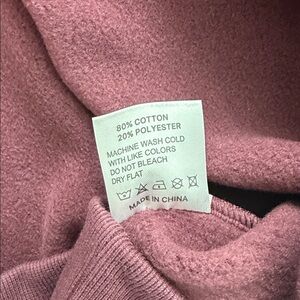 80% COTTON
20% POLYESTER
MACHINE WASH COLD
WITH LIKE COLORS
DO NOT BLEACH
DRY FLAT
MADE IN CHINA